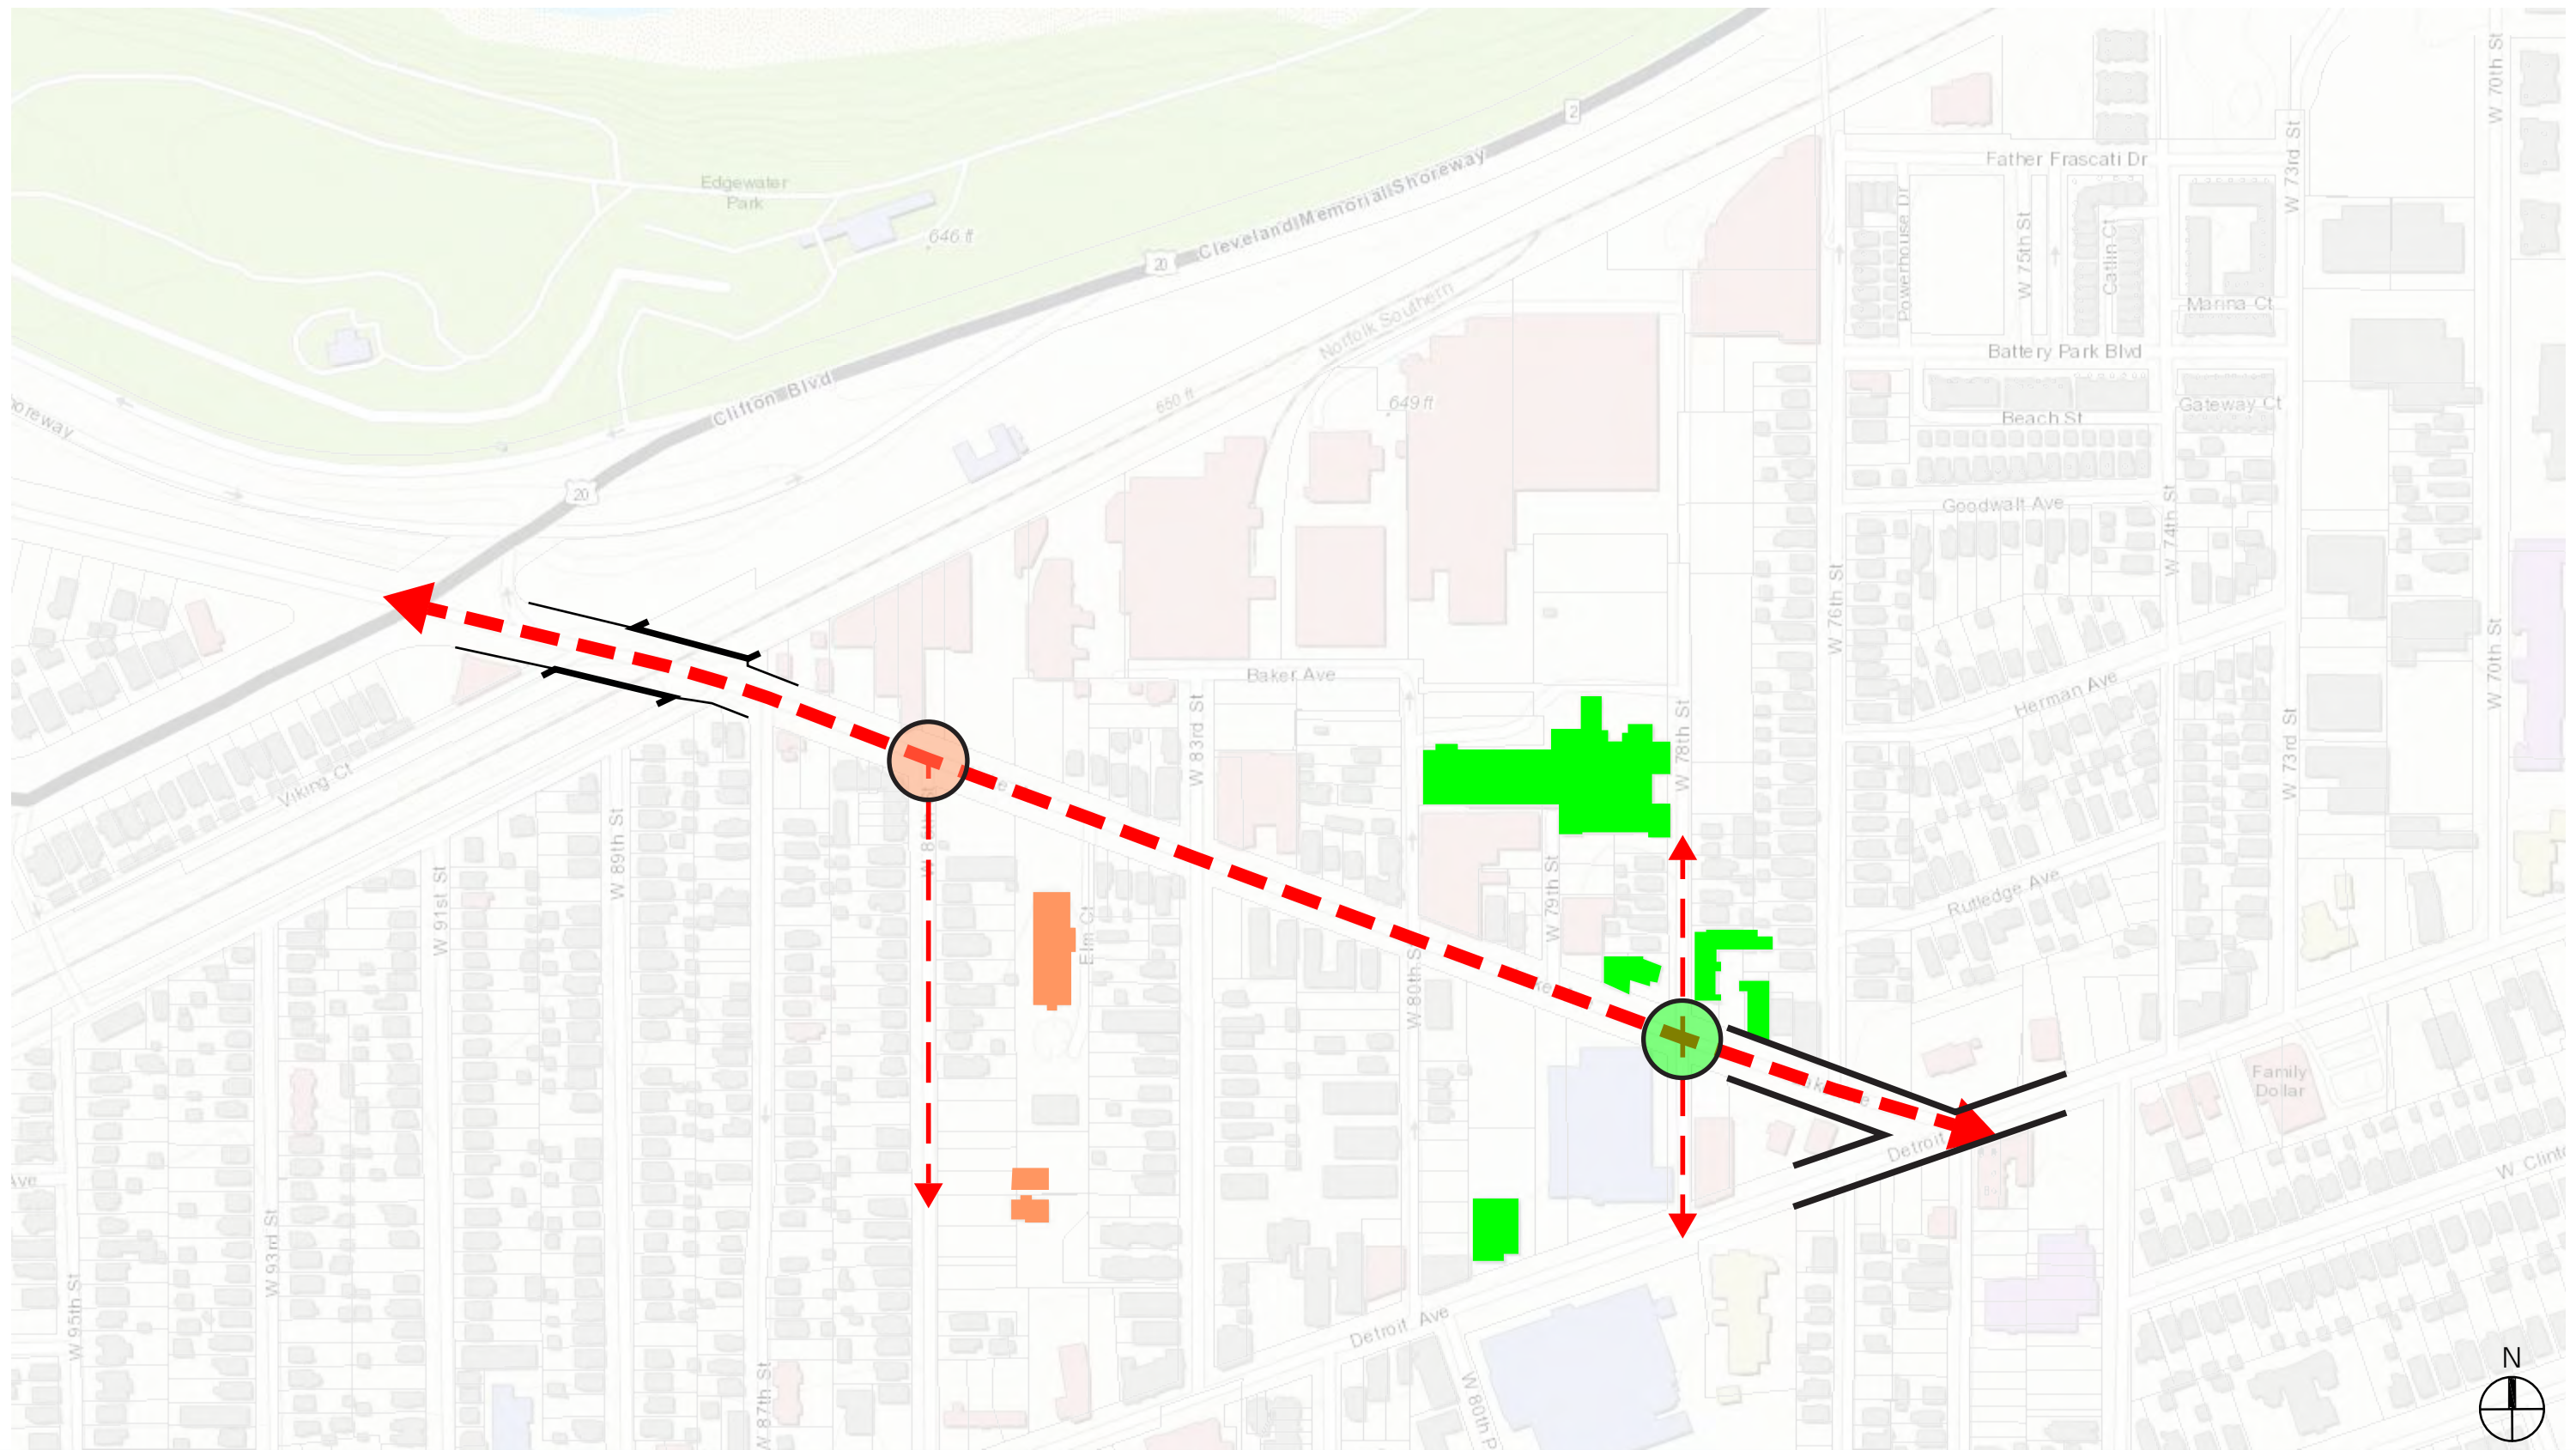 W 70th St
2
Father Frascati Dr
W 73rd St
Edgewater
Park
646 ft
Cleveland Memorial Shoreway
20
Powerhouse Dr
W 75th St
Catlin Ct
Marina Ct
Norfolk Southern
Battery Park Blvd
Clifton Blvd
650 ft
649 ft
Beach St
Gateway Ct
oreway
20
Goodwalt Ave
W 74th St
W 76th St
Baker Ave
Herman Ave
W 70th St
W 83rd St
W 78th St
W 73rd St
Viking Ct
W 89th St
W 91st St
Elm Ct
W 79th St
Rutledge Ave
W 80th St
Family
Dollar
Detroit
Ave
W Clint
W 93rd St
W 95th St
Detroit Ave
W 87th St
W 80th P
N